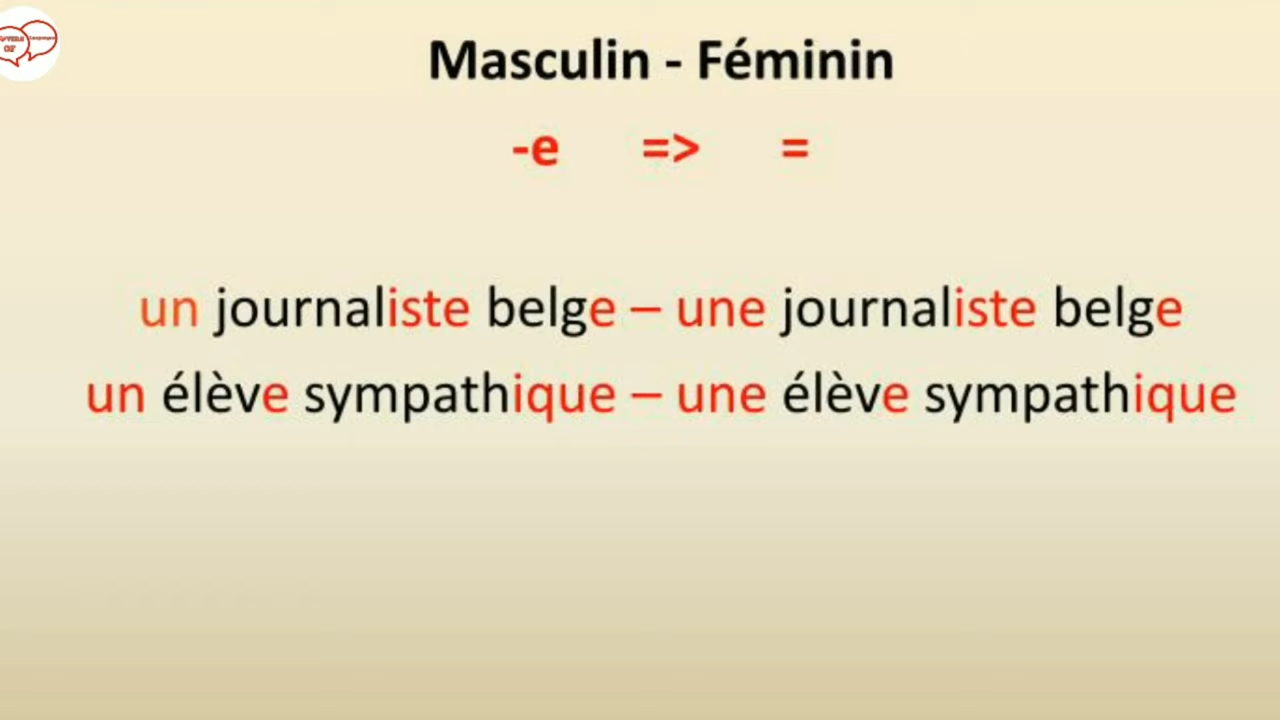 Masculin - Féminin
-e => =
un journaliste belge – une journaliste belge
un élève sympathique – une élève sympathique